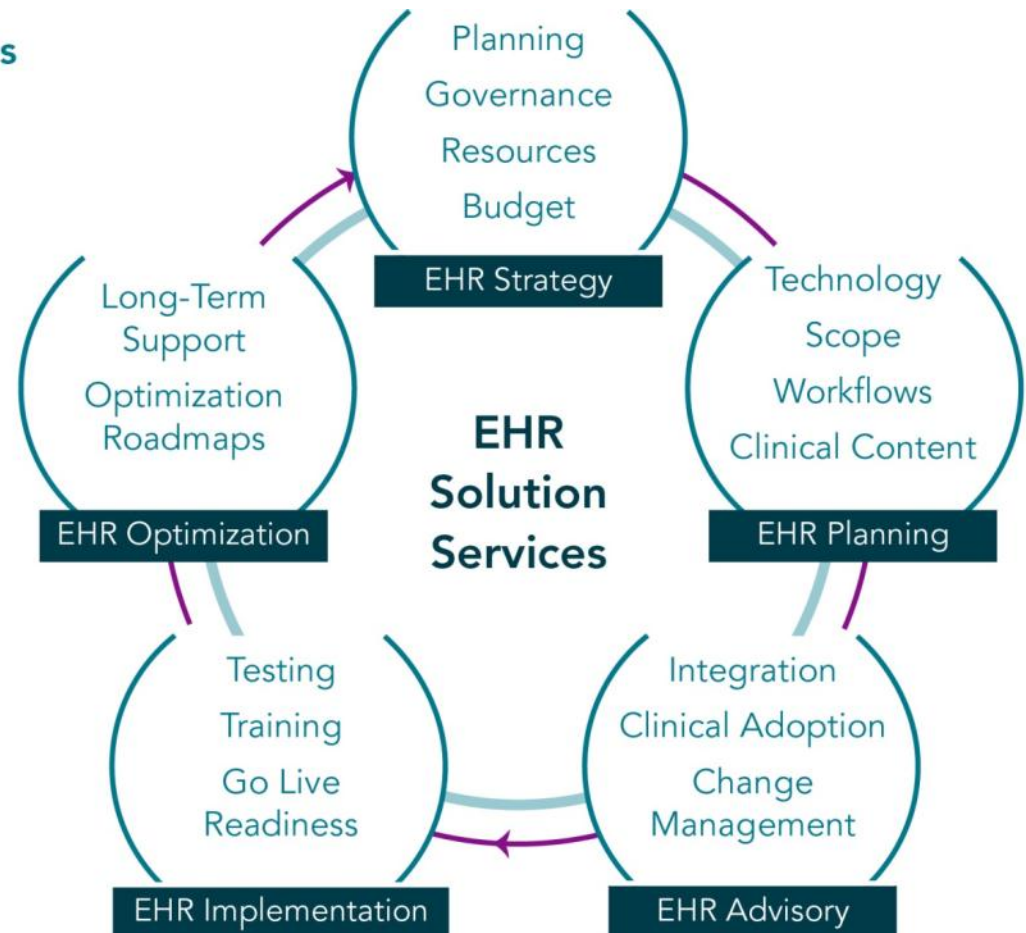 s
Planning
Governance
Resources
Budget
EHR Strategy
Technology
Scope
Workflows
Clinical Content
EHR Planning
Integration
Clinical Adoption
Change
Management
EHR Advisory
Testing
Training
Go Live
Readiness
EHR Implementation
Long-Term
Support
Optimization
Roadmaps
EHR Optimization
EHR
Solution
Services